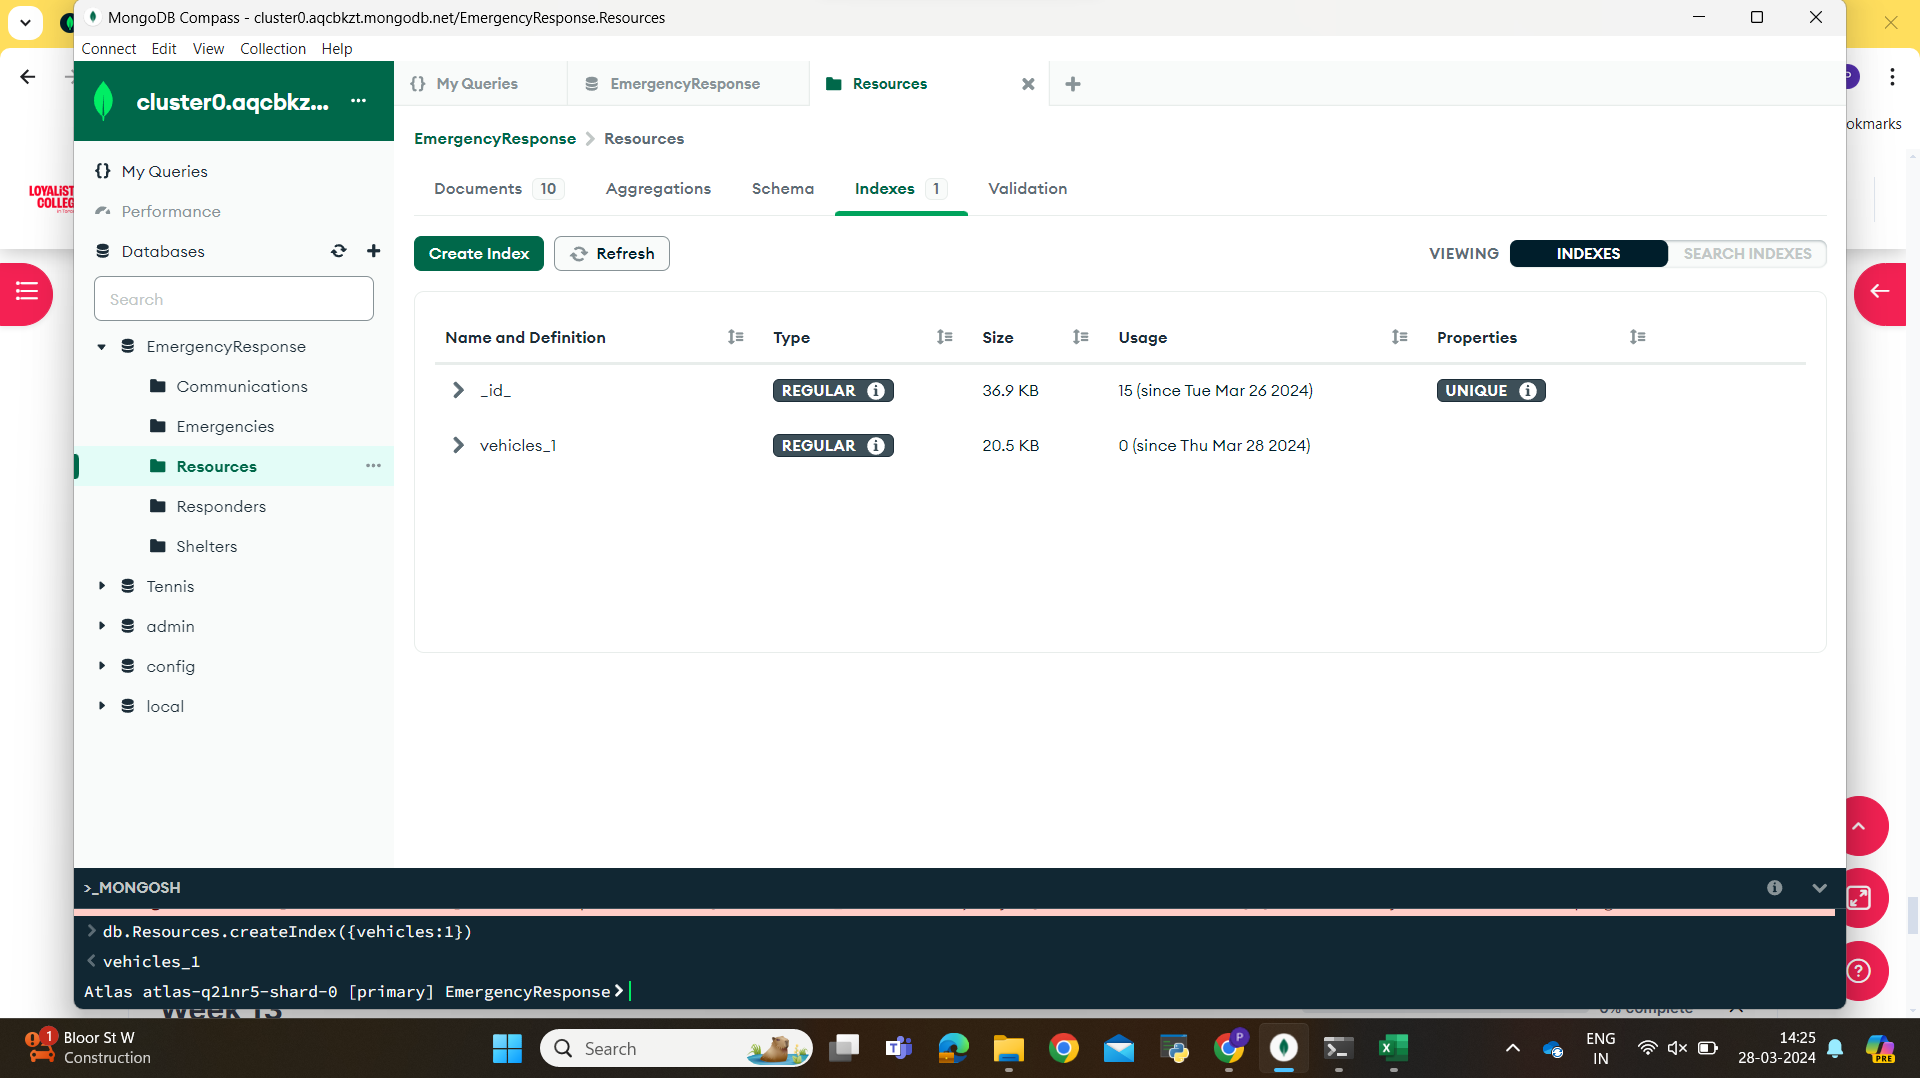 MongoDB Compass - cluster0.aqcbkzt.mongodb.net/EmergencyResponse.Resources
Connect Edit View Collection Help
cluster0.aqcbkz...
My Queries
EmergencyResponse
Resources
EmergencyResponse Resources
My Queries
Performance
Databases
Search
EmergencyResponse
Communications
Emergencies
Resources
Responders
Shelters
Tennis
admin
config
local
Documents 10 Aggregations Schema Indexes 1 Validation
Create Index Refresh VIEWING INDEXES SEARCH INDEXES
Name and Definition Type Size Usage Properties
_id_ REGULAR 36.9 KB 15 (since Tue Mar 26 2024) UNIQUE
vehicles_1 REGULAR 20.5 KB 0 (since Thu Mar 28 2024)
>_MONGOSH
> db.Resources.createIndex({vehicles:1})
< vehicles_1
Atlas atlas-q21nr5-shard-0 [primary] EmergencyResponse>
LOYALIST
COLLEG
okmarks
P
Week 13
0% complete
1
Bloor St W
Construction
Search
P
ENG
IN
14:25
28-03-2024
PRE